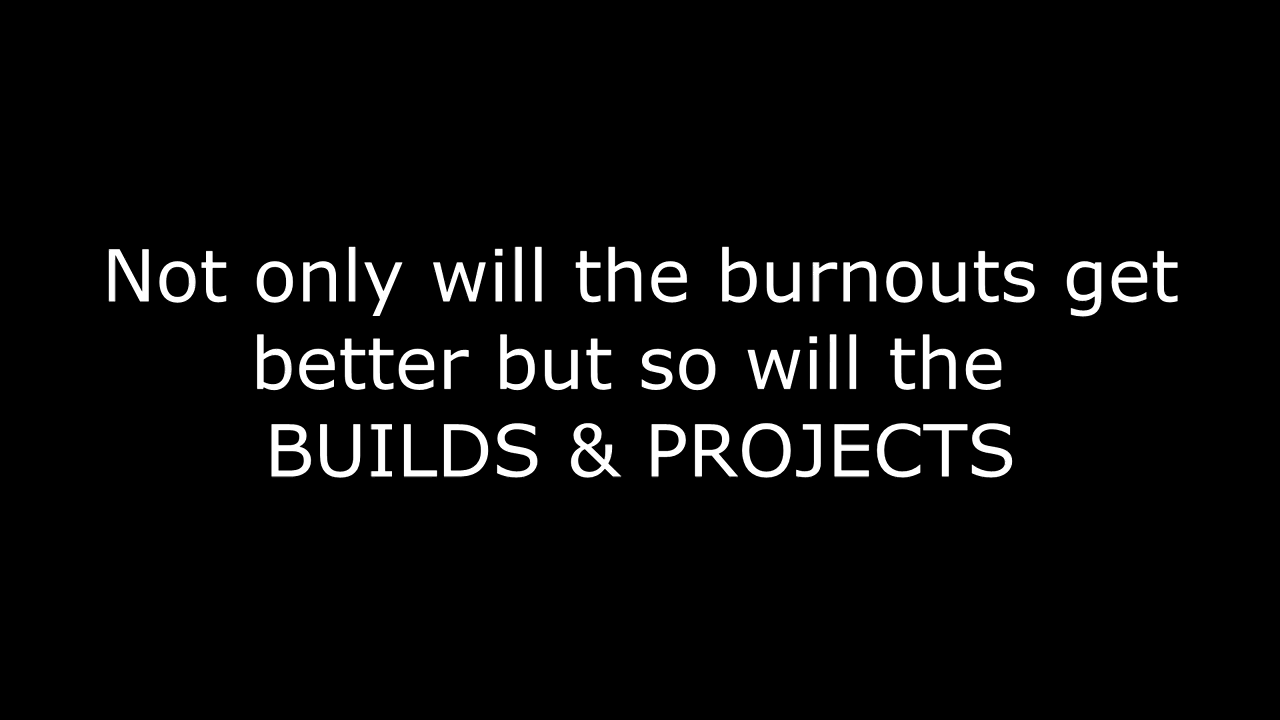 Not only will the burnouts get
better but so will the
BUILDS & PROJECTS